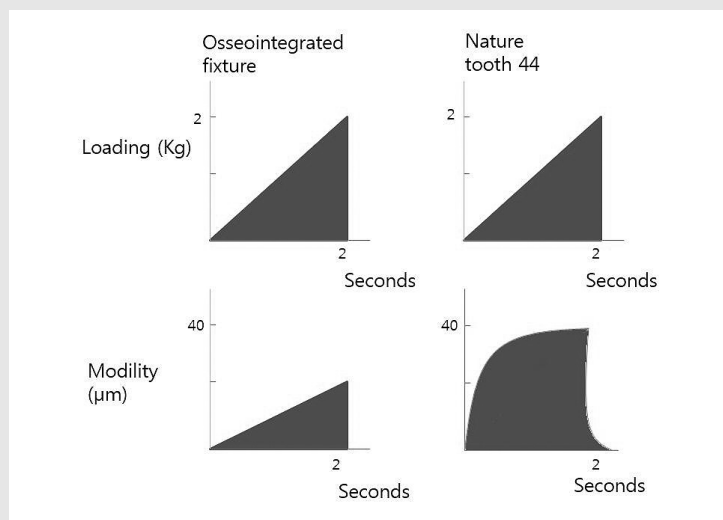 Osseointegrated
fixture
Nature
tooth 44
Loading (Kg)
2
2
2
Seconds
2
Seconds
Modility
(μm)
40
40
2
Seconds
2
Seconds